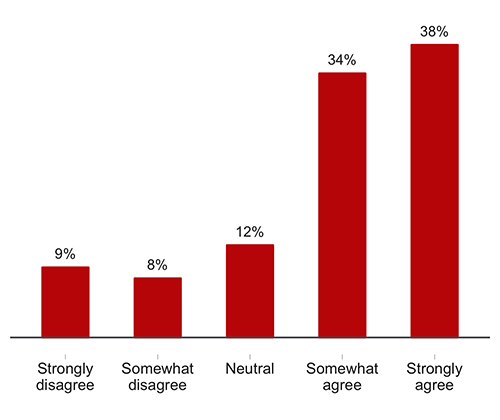 38%
34%
12%
9%
8%
Strongly disagree
Somewhat disagree
Neutral
Somewhat agree
Strongly agree